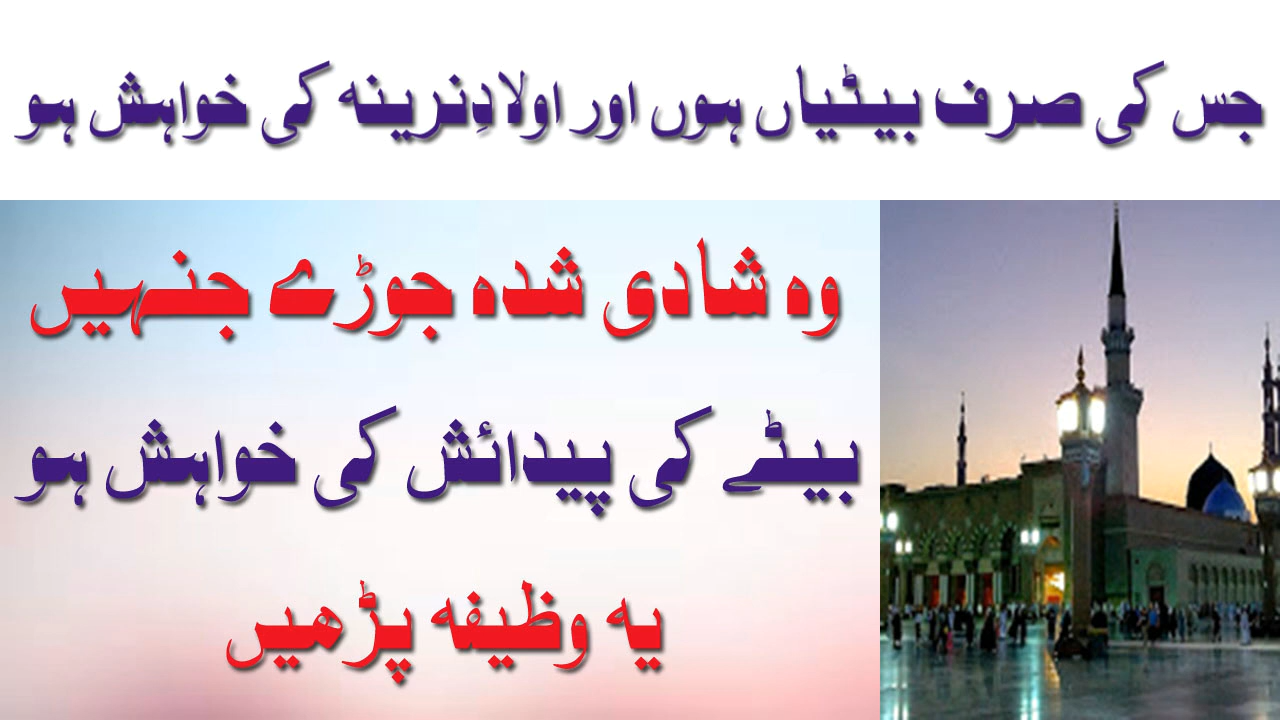 جس کی صرف بیٹیاں ہوں اور اولادِنرینہ کی خواہش ہو
وہ شادی شدہ جوڑے جنہیں
بیٹے کی پیدائش کی خواہش ہو
یہ وظیفہ پڑھیں